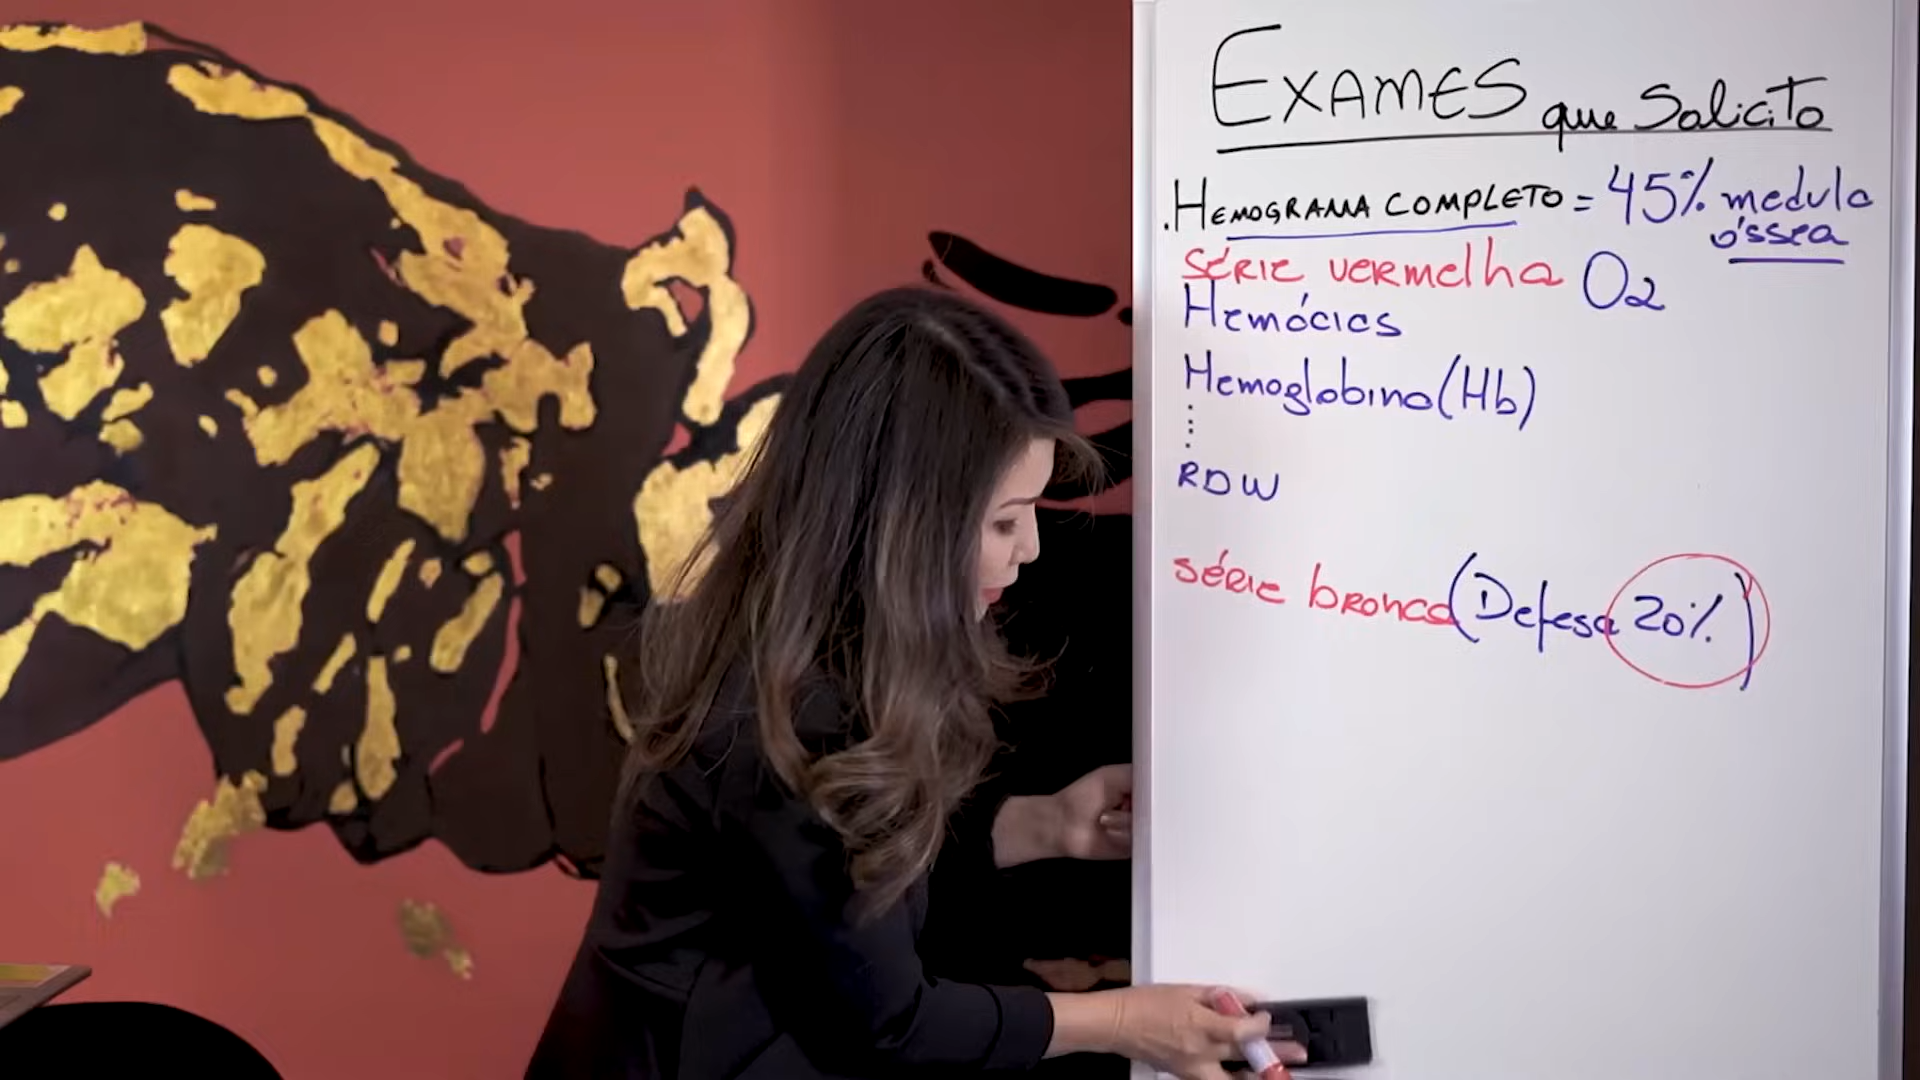 EXAMES que Solicito
.HEMOGRAMA COMPLETO = 45% medula óssea
SÉRIE vermelha O2
Hemácias
Hemoglobina (Hb)
RDW
SÉRIE branca (Defesa 20%)